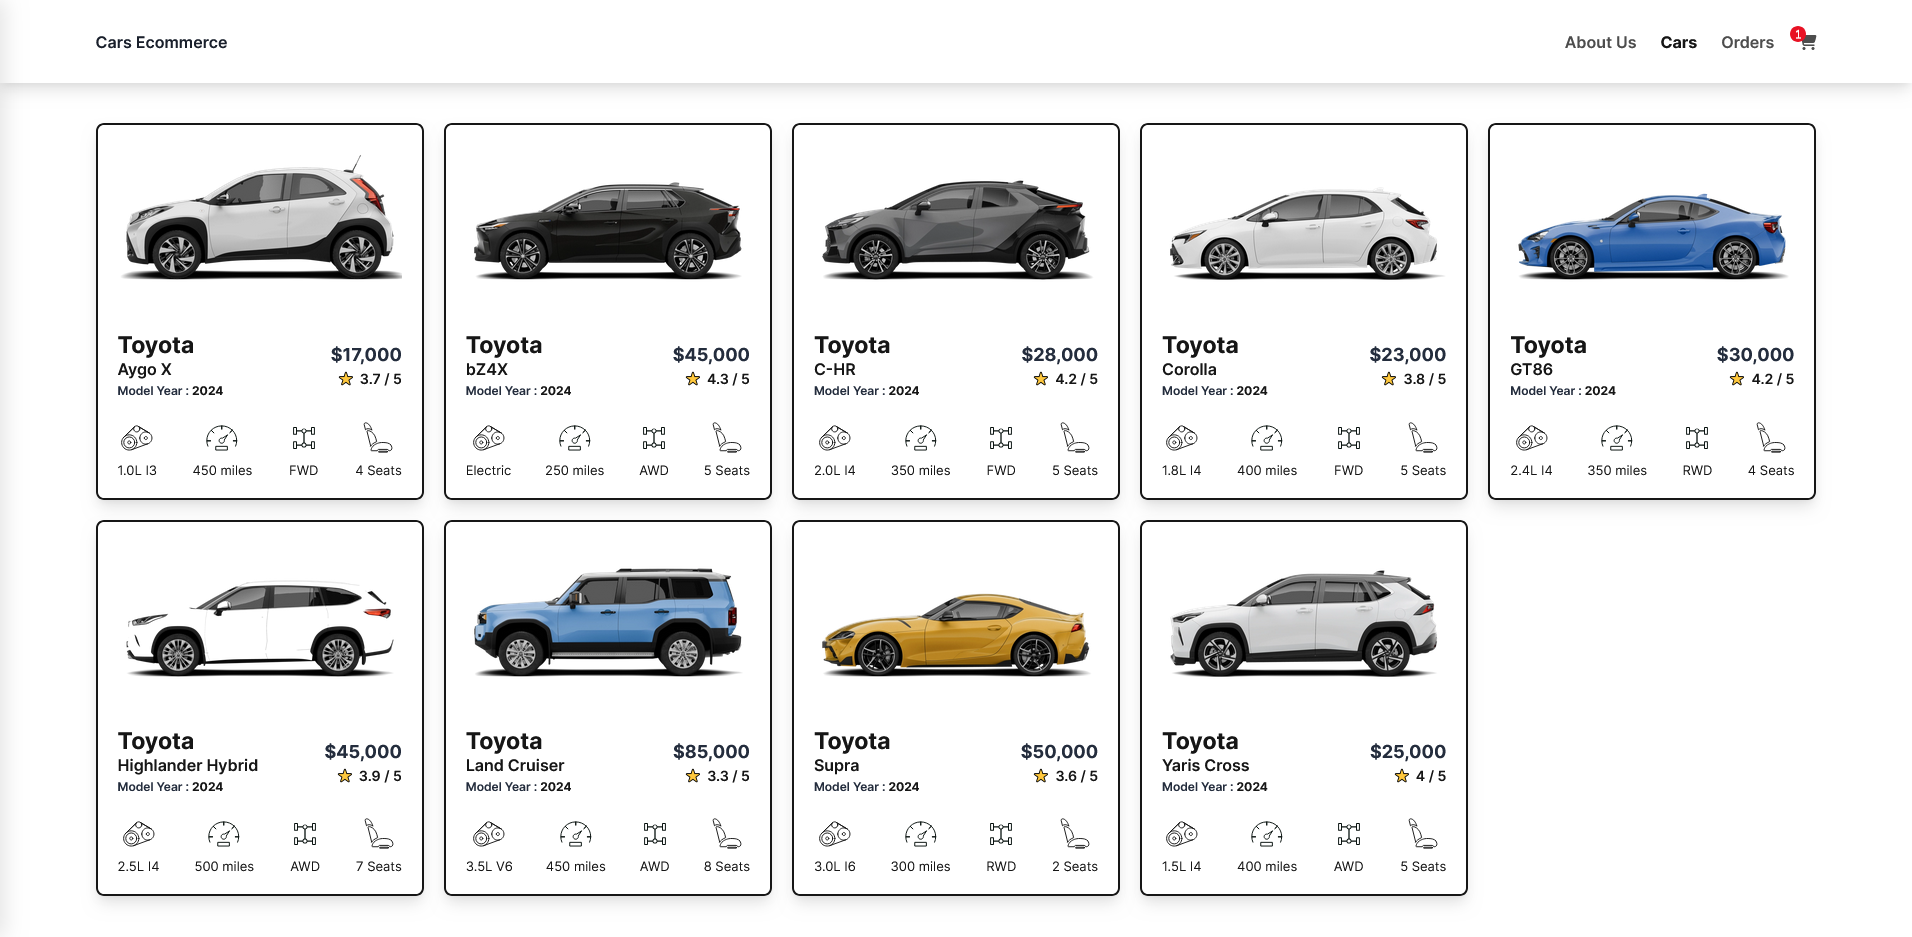 Cars Ecommerce
About Us Cars Orders 1
Toyota
Aygo X
Model Year : 2024
$17,000
3.7 / 5
1.0L I3 450 miles FWD 4 Seats
Toyota
bZ4X
Model Year : 2024
$45,000
4.3 / 5
Electric 250 miles AWD 5 Seats
Toyota
C-HR
Model Year : 2024
$28,000
4.2 / 5
2.0L I4 350 miles FWD 5 Seats
Toyota
Corolla
Model Year : 2024
$23,000
3.8 / 5
1.8L I4 400 miles FWD 5 Seats
Toyota
GT86
Model Year : 2024
$30,000
4.2 / 5
2.4L I4 350 miles RWD 4 Seats
Toyota
Highlander Hybrid
Model Year : 2024
$45,000
3.9 / 5
2.5L I4 500 miles AWD 7 Seats
Toyota
Land Cruiser
Model Year : 2024
$85,000
3.3 / 5
3.5L V6 450 miles AWD 8 Seats
Toyota
Supra
Model Year : 2024
$50,000
3.6 / 5
3.0L I6 300 miles RWD 2 Seats
Toyota
Yaris Cross
Model Year : 2024
$25,000
4 / 5
1.5L I4 400 miles AWD 5 Seats